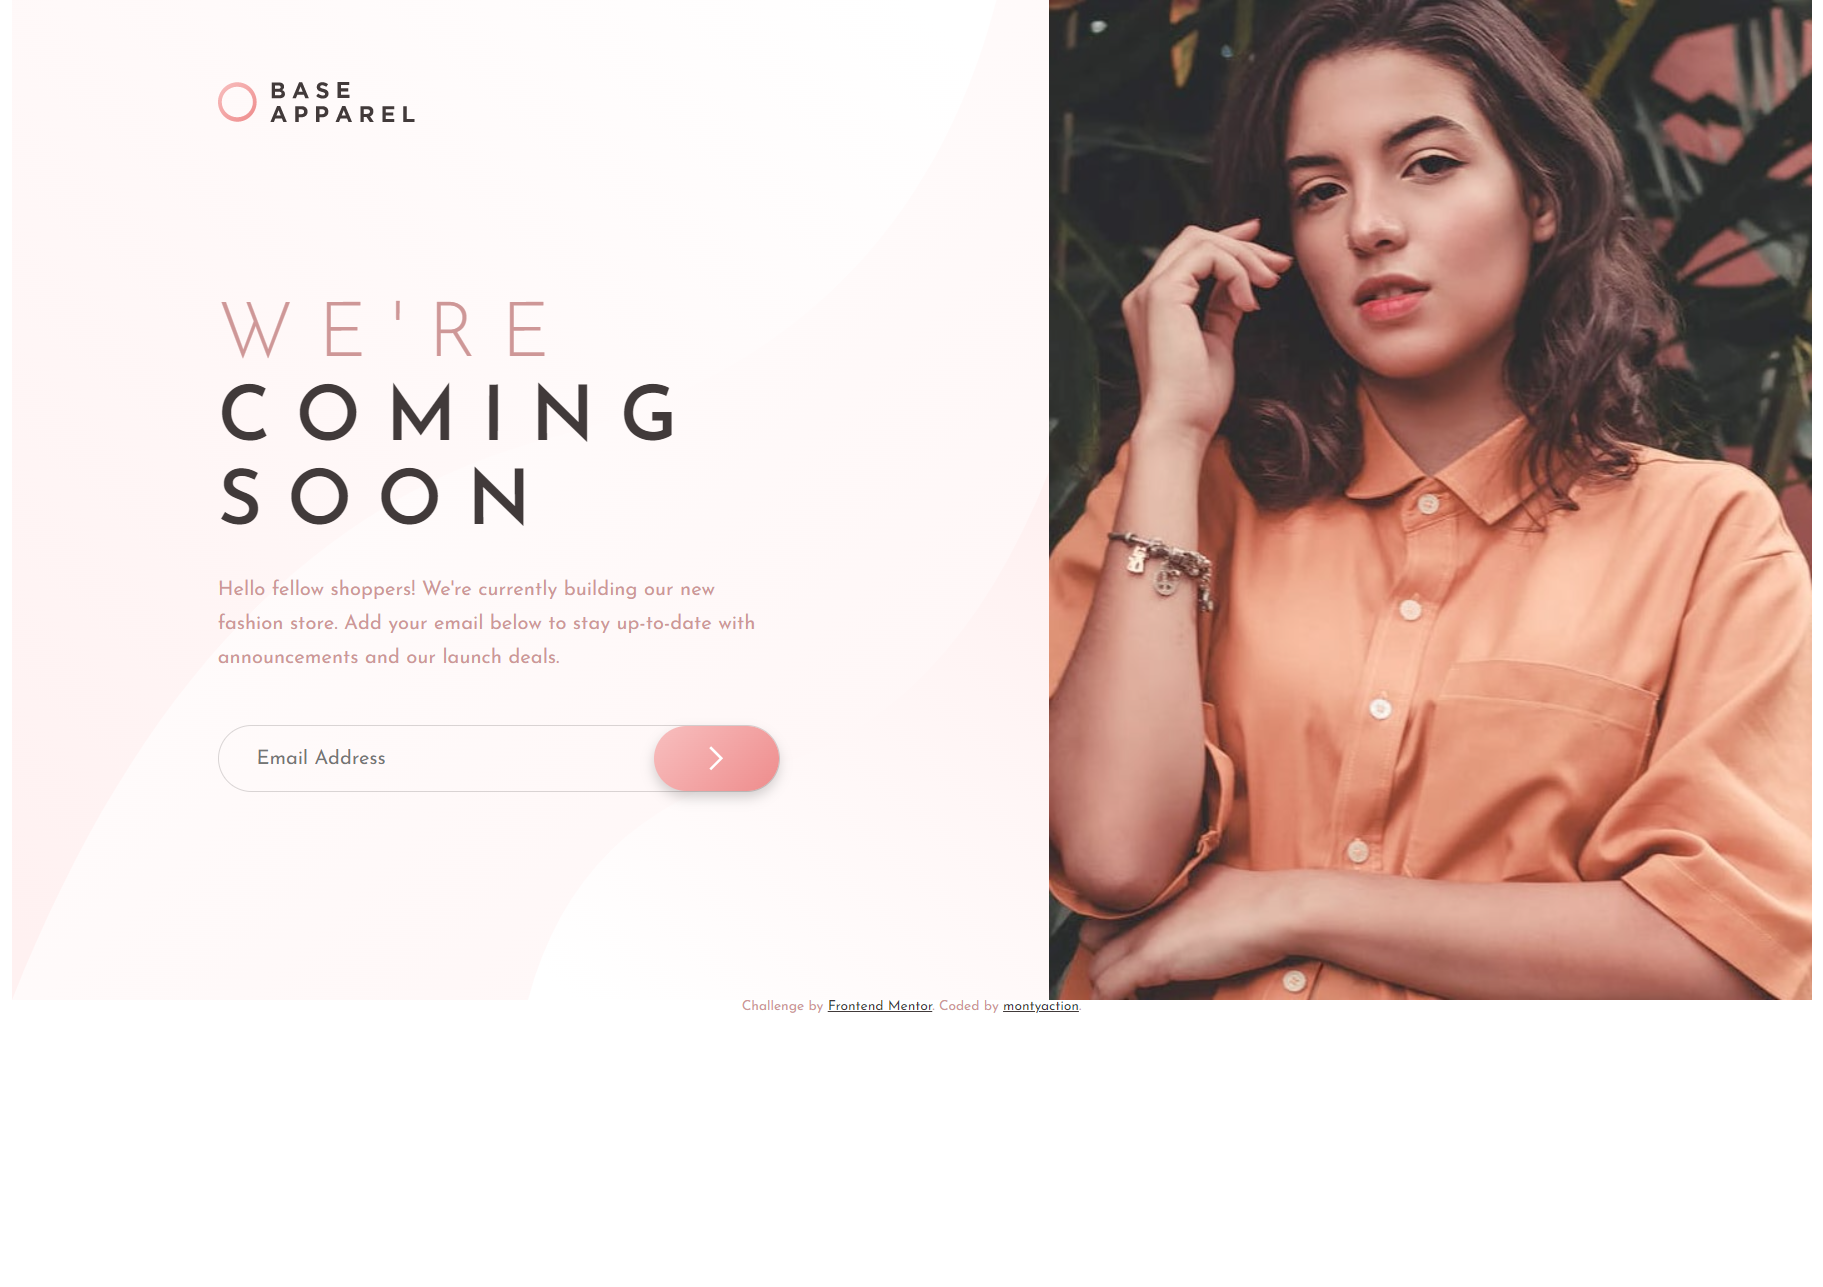 BASE
APPAREL
WE'RE
COMING
SOON
Hello fellow shoppers! We're currently building our new
fashion store. Add your email below to stay up-to-date with
announcements and our launch deals.
Email Address
Challenge by Frontend Mentor. Coded by montyaction.